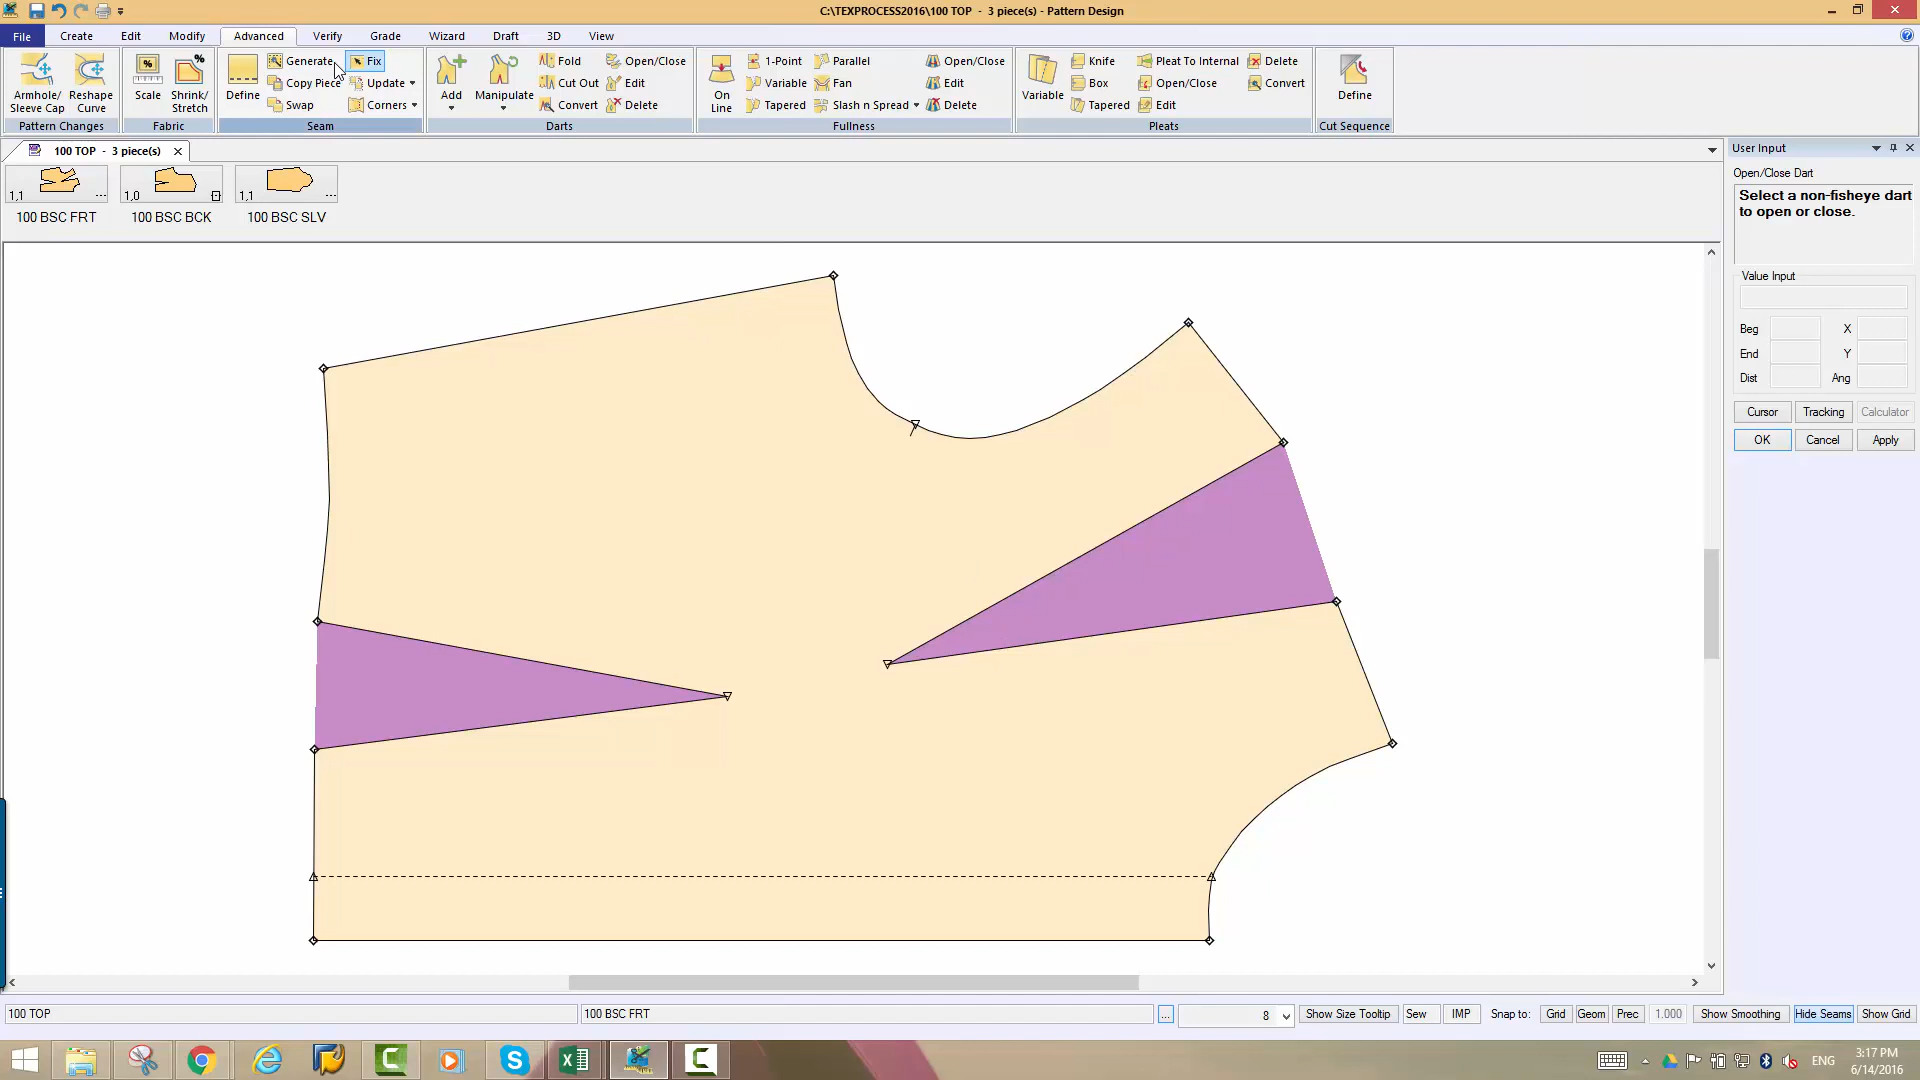 C:\TEXPROCESS2016\100 TOP - 3 piece(s) - Pattern Design
File Create Edit Modify Advanced Verify Grade Wizard Draft 3D View
Armhole/ Sleeve Cap
Reshape Curve
Pattern Changes
Scale
Shrink/ Stretch
Fabric
Define
Generate
Copy Piece
Swap
Fix
Update
Corners
Seam
Add
Manipulate
Fold
Cut Out
Convert
Open/Close
Edit
Delete
Darts
On Line
1-Point
Variable
Tapered
Parallel
Fan
Slash n Spread
Open/Close
Edit
Delete
Fullness
Variable
Knife
Box
Tapered
Pleat To Internal
Open/Close
Edit
Delete
Convert
Pleats
Define
Cut Sequence
100 TOP - 3 piece(s)
1,1 ...
100 BSC FRT
1,0
100 BSC BCK
1,1 ...
100 BSC SLV
User Input
Open/Close Dart
Select a non-fisheye dart
to open or close.
Value Input
Beg X
End Y
Dist Ang
Cursor Tracking Calculator
OK Cancel Apply
100 TOP
100 BSC FRT
... 8 Show Size Tooltip Sew IMP Snap to: Grid Geom Prec 1.000 Show Smoothing Hide Seams Show Grid
ENG
3:17 PM
6/14/2016